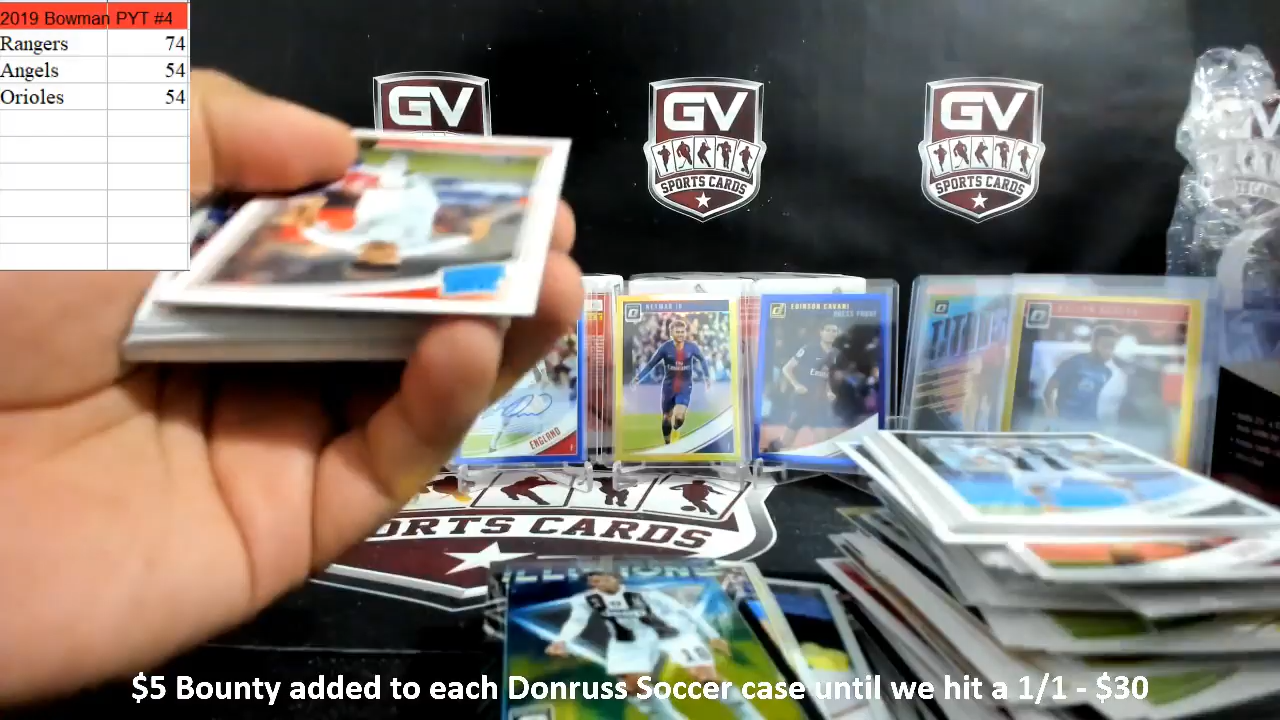 2019 Bowman PYT #4
Rangers 74
Angels 54
Orioles 54
GV
GV
SPORTS CARDS
GV
SPORTS CARDS
GV
NEYMAR JR
EDINSON CAVANI
PRESS PROOF
ENGLAND
ORTS CARDS
$5 Bounty added to each Donruss Soccer case until we hit a 1/1 - $30